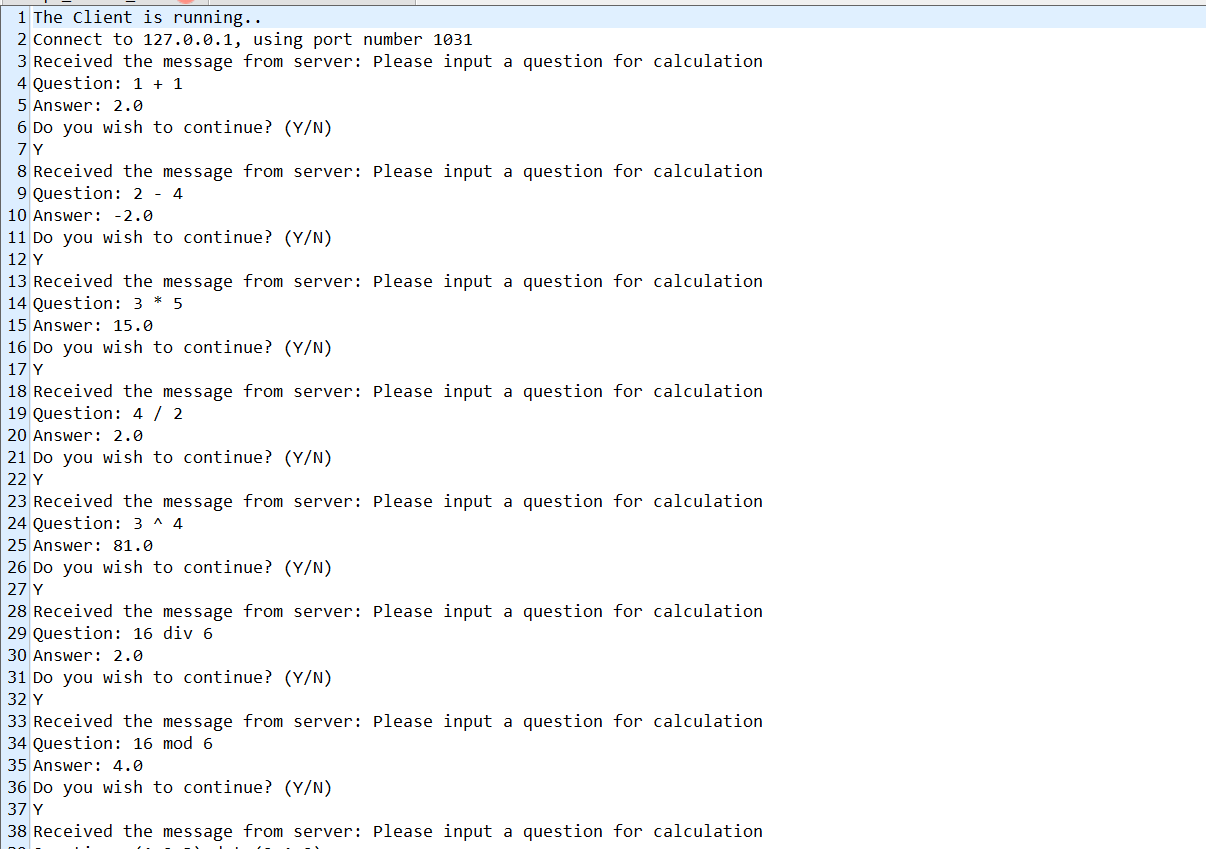 1 The Client is running..
2 Connect to 127.0.0.1, using port number 1031
3 Received the message from server: Please input a question for calculation
4 Question: 1 + 1
5 Answer: 2.0
6 Do you wish to continue? (Y/N)
7 Y
8 Received the message from server: Please input a question for calculation
9 Question: 2 - 4
10 Answer: -2.0
11 Do you wish to continue? (Y/N)
12 Y
13 Received the message from server: Please input a question for calculation
14 Question: 3 * 5
15 Answer: 15.0
16 Do you wish to continue? (Y/N)
17 Y
18 Received the message from server: Please input a question for calculation
19 Question: 4 / 2
20 Answer: 2.0
21 Do you wish to continue? (Y/N)
22 Y
23 Received the message from server: Please input a question for calculation
24 Question: 3 ^ 4
25 Answer: 81.0
26 Do you wish to continue? (Y/N)
27 Y
28 Received the message from server: Please input a question for calculation
29 Question: 16 div 6
30 Answer: 2.0
31 Do you wish to continue? (Y/N)
32 Y
33 Received the message from server: Please input a question for calculation
34 Question: 16 mod 6
35 Answer: 4.0
36 Do you wish to continue? (Y/N)
37 Y
38 Received the message from server: Please input a question for calculation